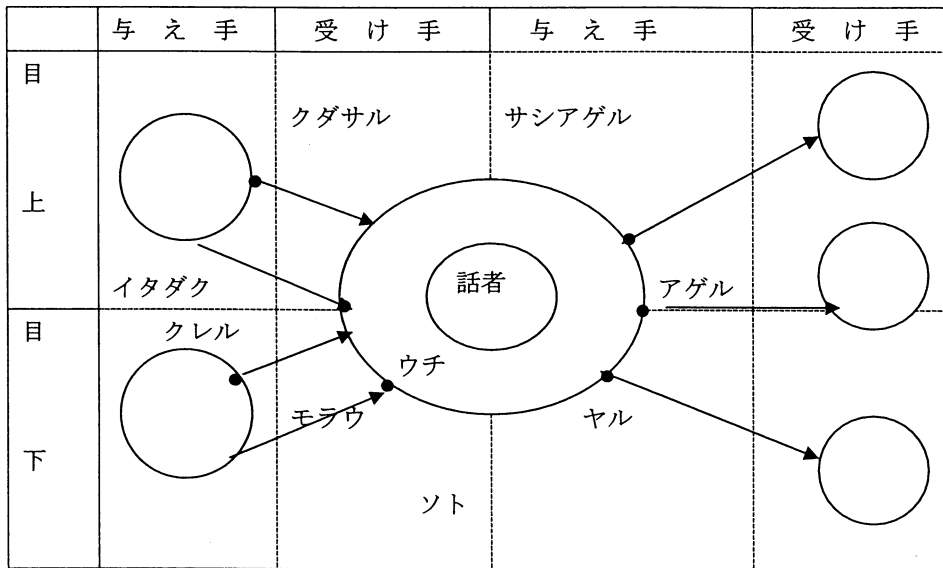 与え手 受け手 与え手 受け手
目
上
クダサル サシアゲル
話者
イタダク アゲル
目
下
クレル
ウチ
モラウ ヤル
ソト